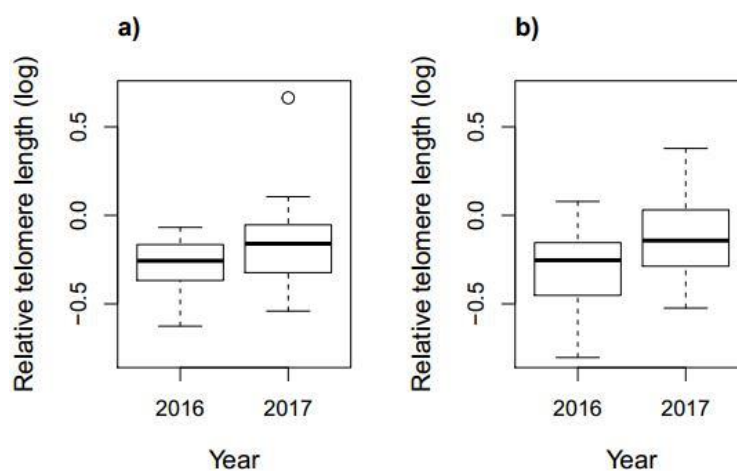 a)
Relative telomere length (log)
0.5
0.0
−0.5
2016 2017
Year
b)
Relative telomere length (log)
0.5
0.0
−0.5
2016 2017
Year